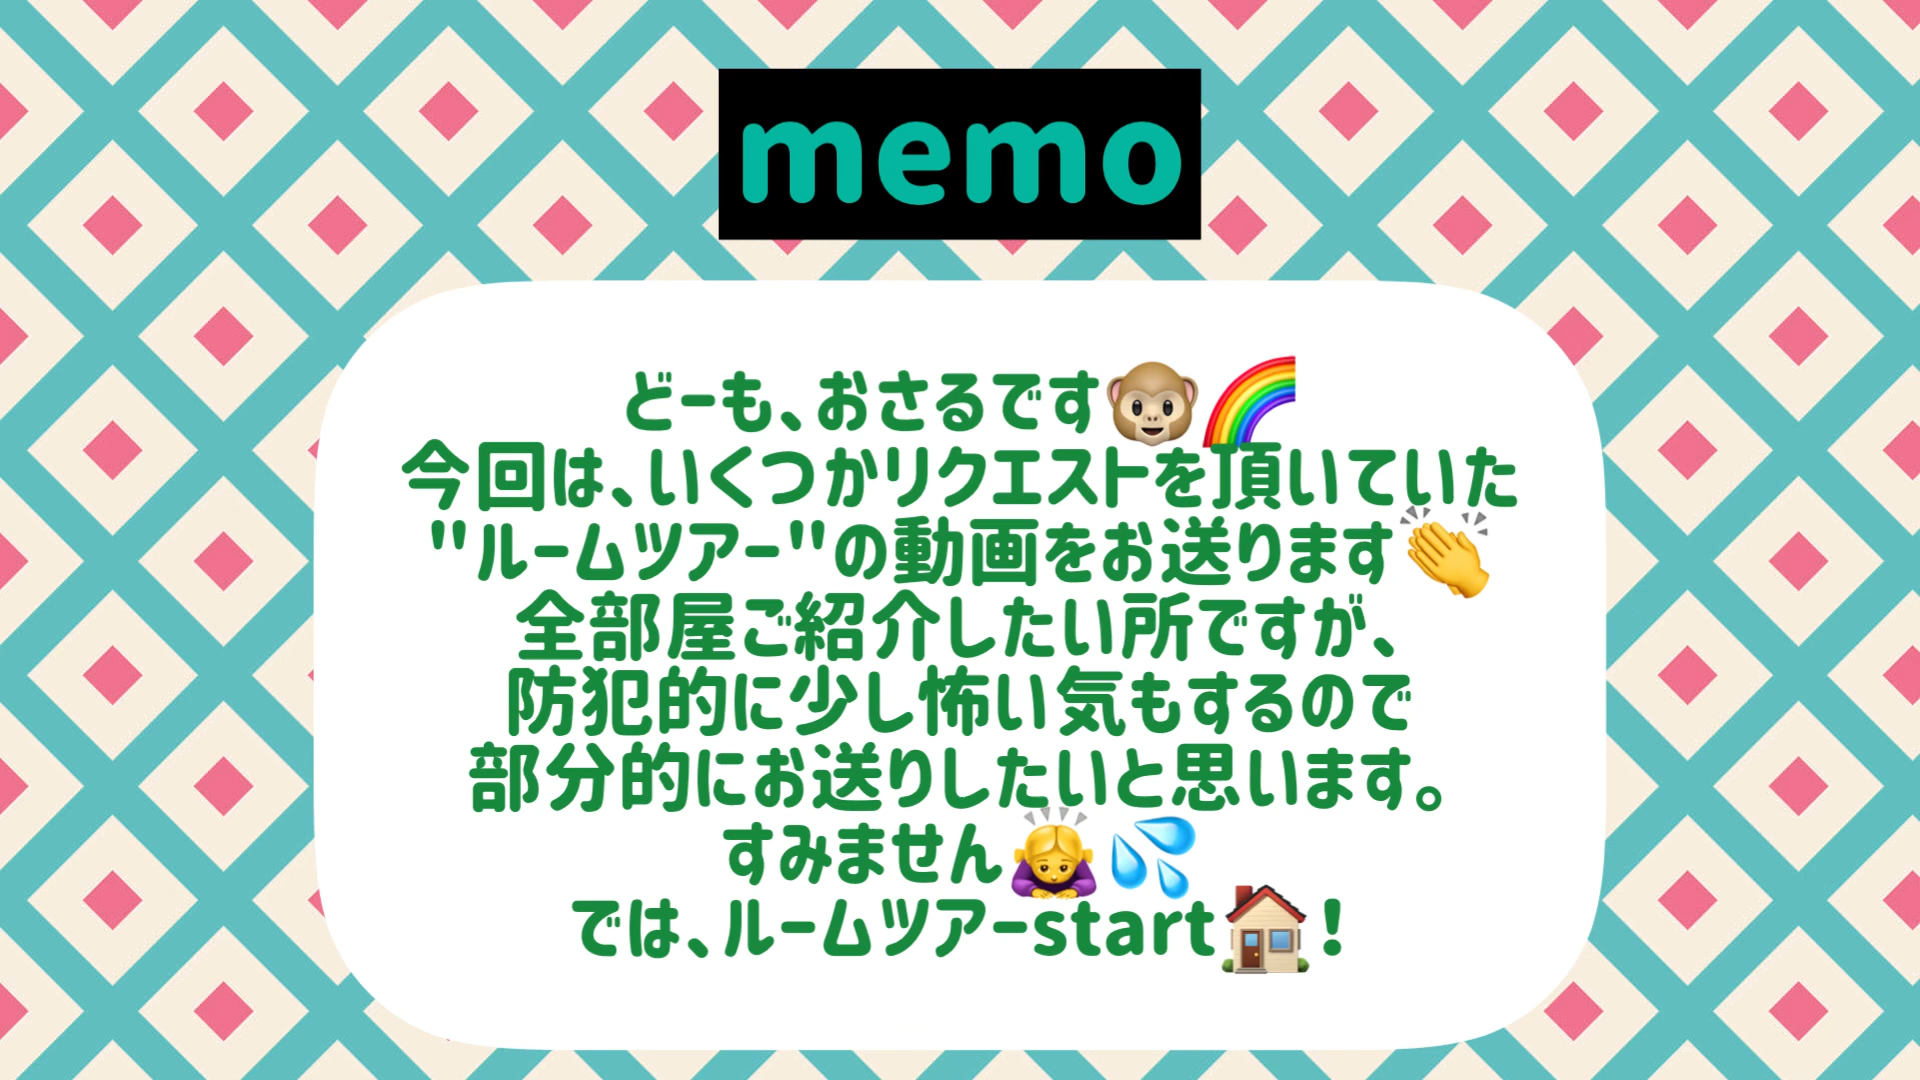 memo
どーも、おさるです🐵🌈
今回は、いくつかリクエストを頂いていた
"ルームツアー"の動画をお送ります👏
全部屋ご紹介したい所ですが、
防犯的に少し怖い気もするので
部分的にお送りしたいと思います。
すみません🙇‍♀️💦
では、ルームツアーstart🏠！